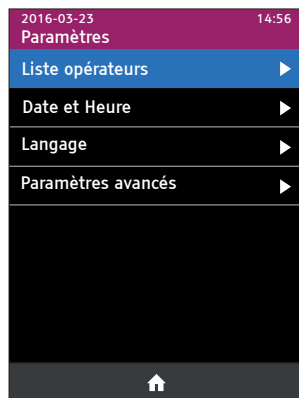 2016-03-23 14:56
Paramètres
Liste opérateurs
Date et Heure
Langage
Paramètres avancés